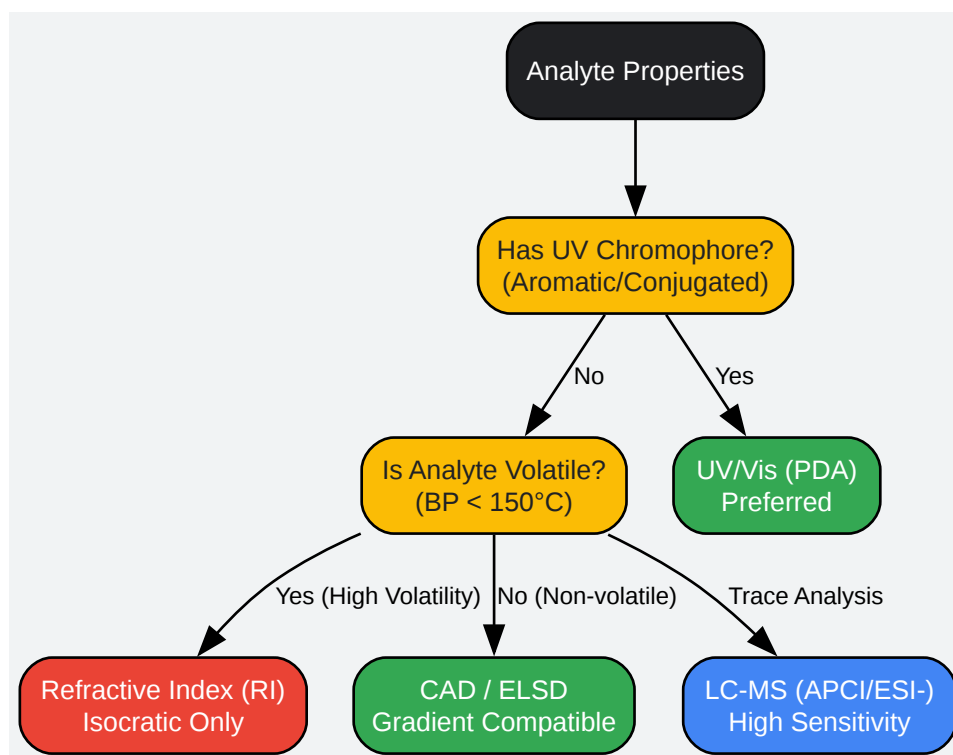 Analyte Properties
Has UV Chromophore?
(Aromatic/Conjugated)
No
Yes
Is Analyte Volatile?
(BP < 150°C)
UV/Vis (PDA)
Preferred
Yes (High Volatility)
No (Non-volatile)
Trace Analysis
Refractive Index (RI)
Isocratic Only
CAD / ELSD
Gradient Compatible
LC-MS (APCI/ESI-)
High Sensitivity